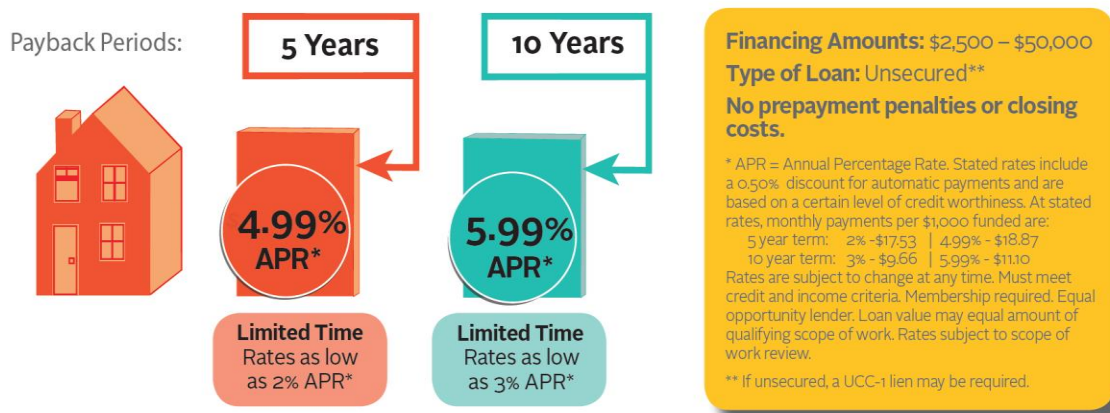 Payback Periods:
5 Years
4.99%
APR*
Limited Time
Rates as low
as 2% APR*
10 Years
5.99%
APR*
Limited Time
Rates as low
as 3% APR*
Financing Amounts: $2,500 – $50,000
Type of Loan: Unsecured**
No prepayment penalties or closing
costs.
* APR = Annual Percentage Rate. Stated rates include
a 0.50% discount for automatic payments and are
based on a certain level of credit worthiness. At stated
rates, monthly payments per $1,000 funded are:
5 year term: 2% -$17.53 | 4.99% - $18.87
10 year term: 3% - $9.66 | 5.99% - $11.10
Rates are subject to change at any time. Must meet
credit and income criteria. Membership required. Equal
opportunity lender. Loan value may equal amount of
qualifying scope of work. Rates subject to scope of
work review.
** If unsecured, a UCC-1 lien may be required.